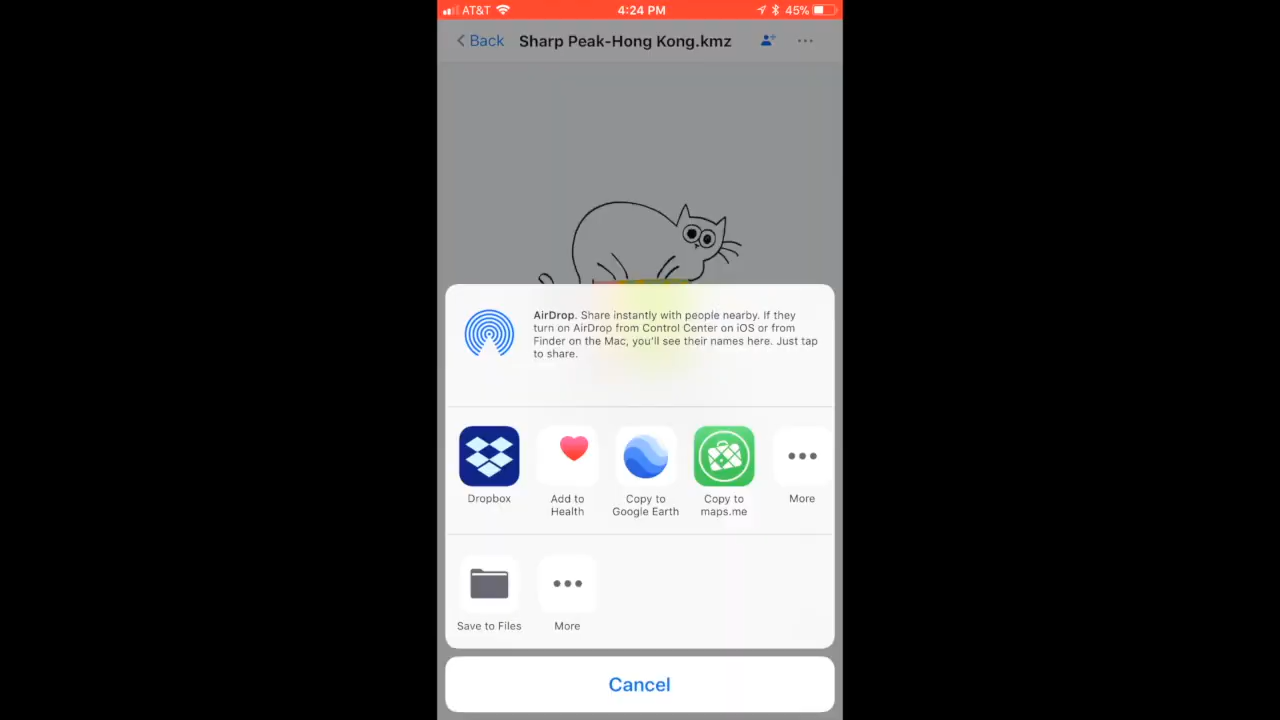 AT&T 4:24 PM 45%
Back Sharp Peak-Hong Kong.kmz
AirDrop. Share instantly with people nearby. If they
turn on AirDrop from Control Center on iOS or from
Finder on the Mac, you'll see their names here. Just tap
to share.
Dropbox
Add to
Health
Copy to
Google Earth
Copy to
maps.me
More
Save to Files
More
Cancel